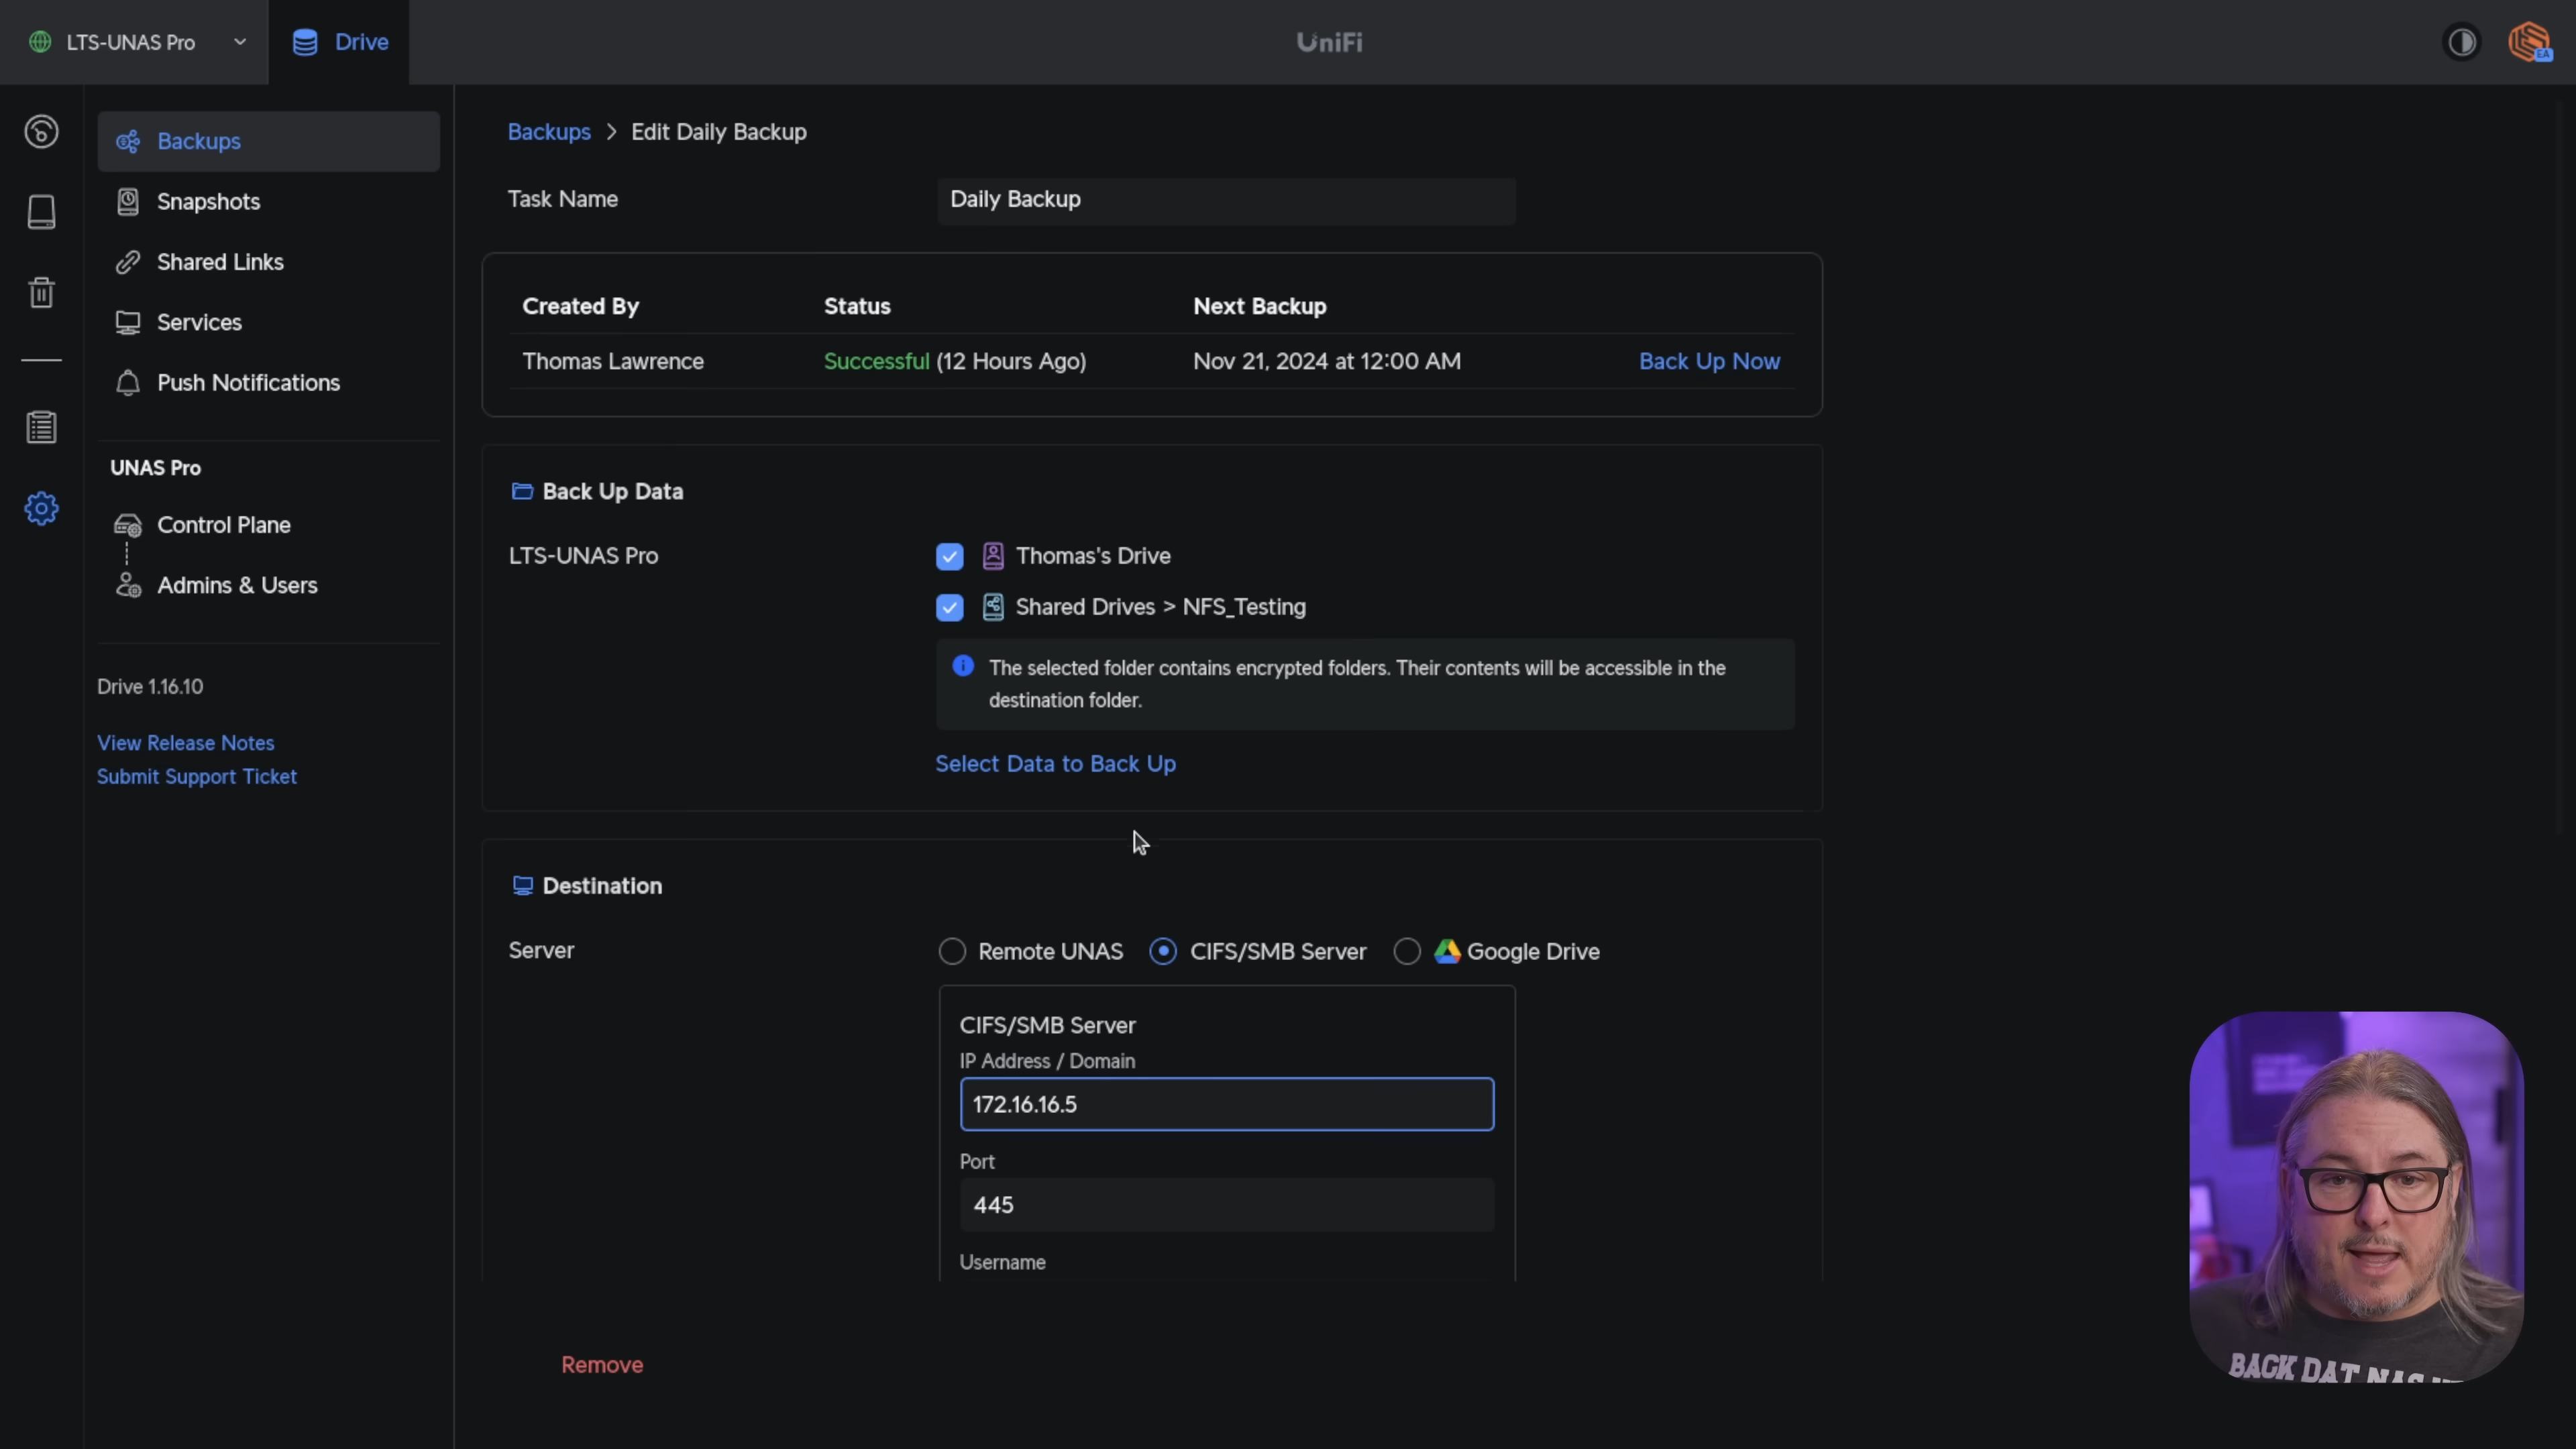 LTS-UNAS Pro
Drive
UniFi
EA
Backups
Snapshots
Shared Links
Services
Push Notifications
UNAS Pro
Control Plane
Admins & Users
Drive 1.16.10
View Release Notes
Submit Support Ticket
Backups > Edit Daily Backup
Task Name
Daily Backup
Created By Status Next Backup
Thomas Lawrence Successful (12 Hours Ago) Nov 21, 2024 at 12:00 AM Back Up Now
Back Up Data
LTS-UNAS Pro
Thomas's Drive
Shared Drives > NFS_Testing
The selected folder contains encrypted folders. Their contents will be accessible in the
destination folder.
Select Data to Back Up
Destination
Server
Remote UNAS CIFS/SMB Server Google Drive
CIFS/SMB Server
IP Address / Domain
172.16.16.5
Port
445
Username
Remove
BACK DAT NAS